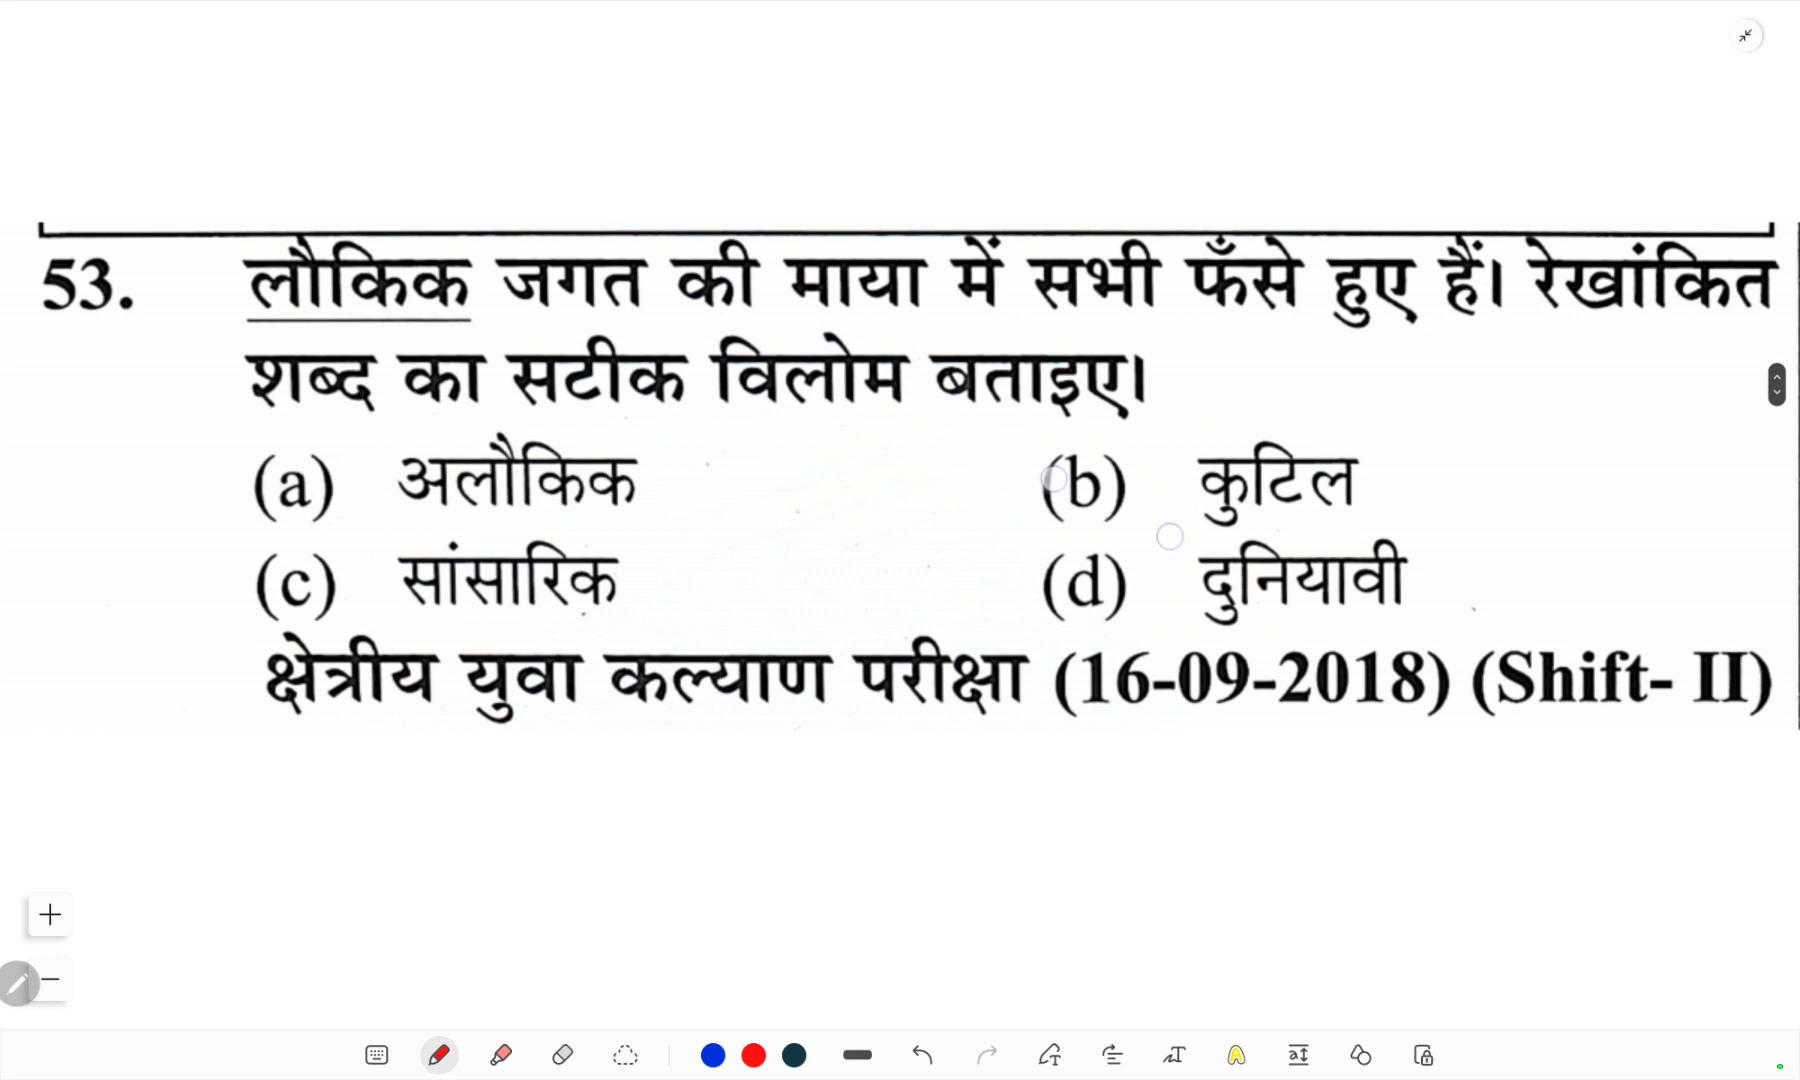 53. लौकिक जगत की माया में सभी फँसे हुए हैं। रेखांकित
शब्द का सटीक विलोम बताइए।
(a) अलौकिक (b) कुटिल
(c) सांसारिक (d) दुनियावी
क्षेत्रीय युवा कल्याण परीक्षा (16-09-2018) (Shift- II)